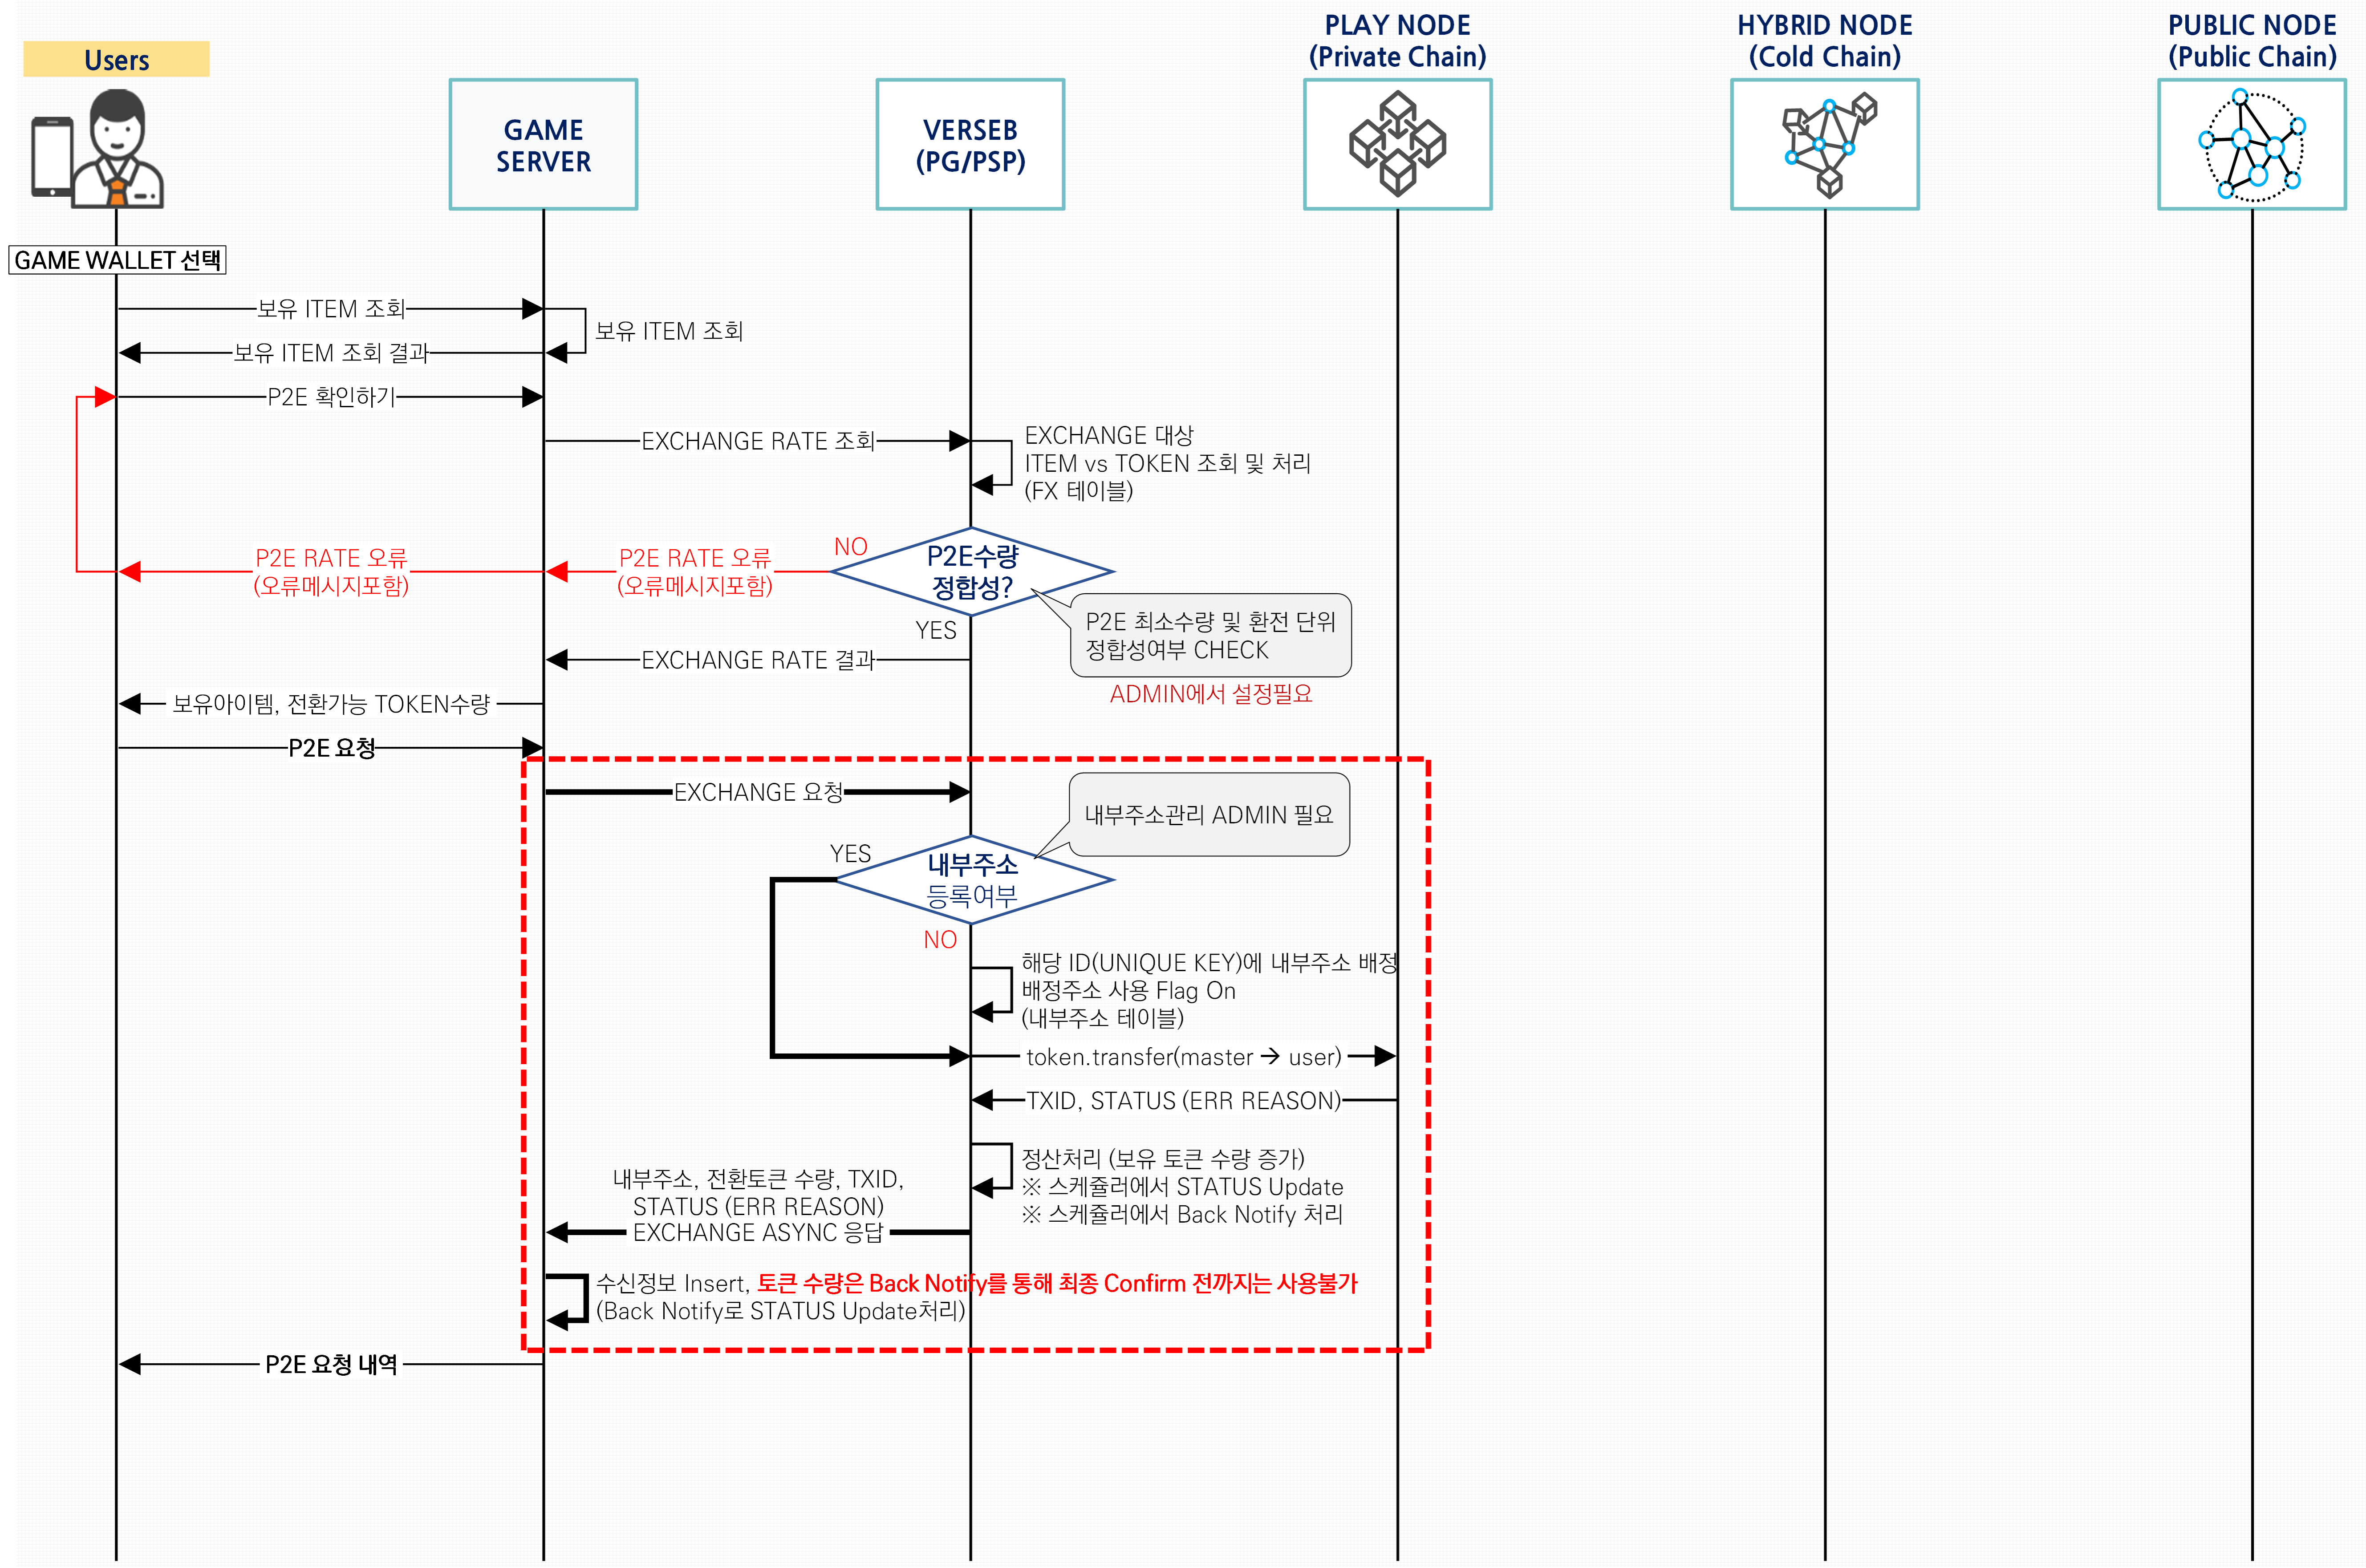 Users
GAME
SERVER
VERSEB
(PG/PSP)
PLAY NODE
(Private Chain)
HYBRID NODE
(Cold Chain)
PUBLIC NODE
(Public Chain)
GAME WALLET 선택
보유 ITEM 조회
보유 ITEM 조회
보유 ITEM 조회 결과
P2E 확인하기
EXCHANGE RATE 조회
EXCHANGE 대상
ITEM vs TOKEN 조회 및 처리
(FX 테이블)
P2E RATE 오류
(오류메시지포함)
P2E RATE 오류
(오류메시지포함)
NO
P2E수량
정합성?
YES
P2E 최소수량 및 환전 단위
정합성여부 CHECK
ADMIN에서 설정필요
EXCHANGE RATE 결과
보유아이템, 전환가능 TOKEN수량
P2E 요청
EXCHANGE 요청
내부주소관리 ADMIN 필요
YES
내부주소
등록여부
NO
해당 ID(UNIQUE KEY)에 내부주소 배정
배정주소 사용 Flag On
(내부주소 테이블)
token.transfer(master → user)
TXID, STATUS (ERR REASON)
정산처리 (보유 토큰 수량 증가)
※ 스케쥴러에서 STATUS Update
※ 스케쥴러에서 Back Notify 처리
내부주소, 전환토큰 수량, TXID,
STATUS (ERR REASON)
EXCHANGE ASYNC 응답
수신정보 Insert, 토큰 수량은 Back Notify를 통해 최종 Confirm 전까지는 사용불가
(Back Notify로 STATUS Update처리)
P2E 요청 내역